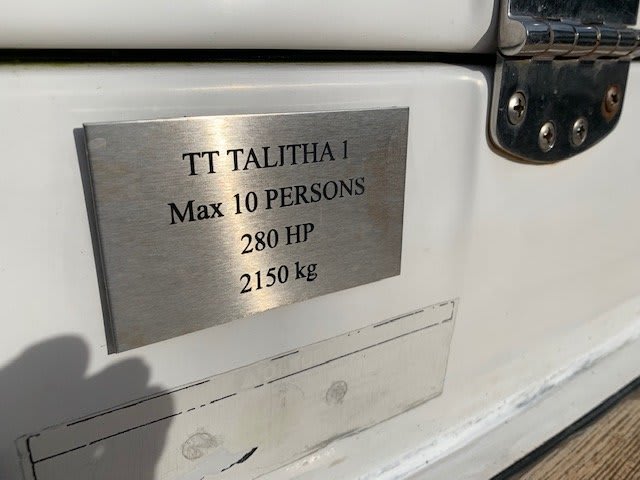 TT TALITHA 1
Max 10 PERSONS
280 HP
2150 kg